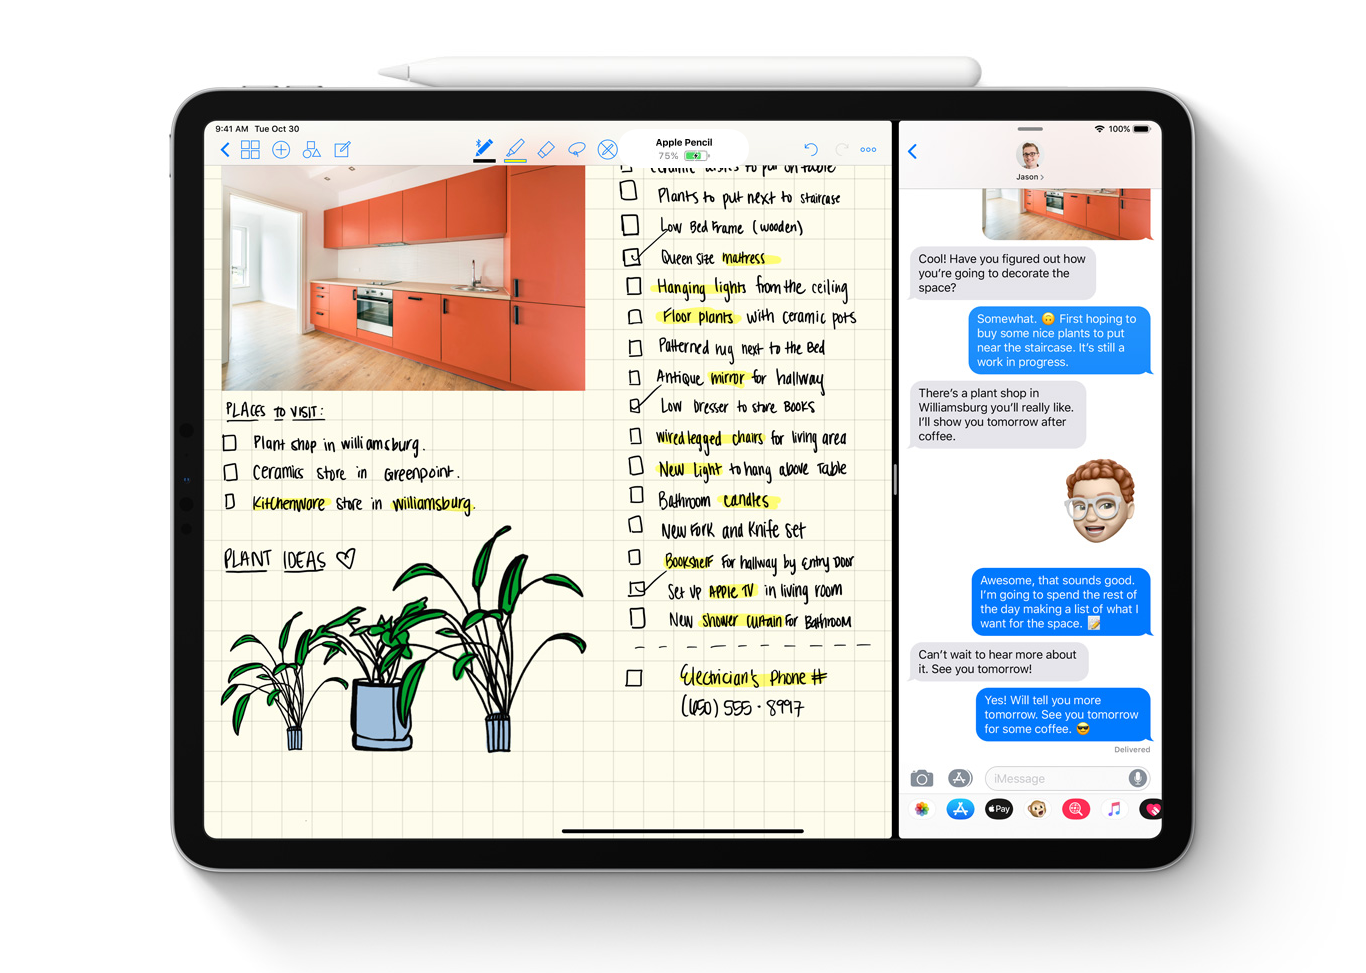 9:41 AM Tue Oct 30
Apple Pencil
75%
ceramic dishes to put on table
Plants to put next to staircase
Low Bed Frame (wooden)
Queen size mattress
Hanging lights from the ceiling
Floor plants with ceramic pots
Patterned rug next to the Bed
Antique mirror for hallway
Low Dresser to store BOOKS
wired legged chairs for living area
New light to hang above Table
Bathroom candles
New Fork and Knife Set
Bookshelf For hallway by Entry Door
Set up APPLE TV in living room
New shower curtain For Bathroom
Electrician's Phone #
(650) 555 - 8997
PLACES TO VISIT:
Plant shop in williamsburg.
Ceramics store in Greenpoint.
Kitchenware store in williamsburg.
PLANT IDEAS
100%
Jason
Cool! Have you figured out how
you're going to decorate the
space?
Somewhat. 🙃 First hoping to
buy some nice plants to put
near the staircase. It's still a
work in progress.
There's a plant shop in
Williamsburg you'll really like.
I'll show you tomorrow after
coffee.
Awesome, that sounds good.
I'm going to spend the rest of
the day making a list of what I
want for the space. 📝
Can't wait to hear more about
it. See you tomorrow!
Yes! Will tell you more
tomorrow. See you tomorrow
for some coffee. 😎
Delivered
iMessage
Pay